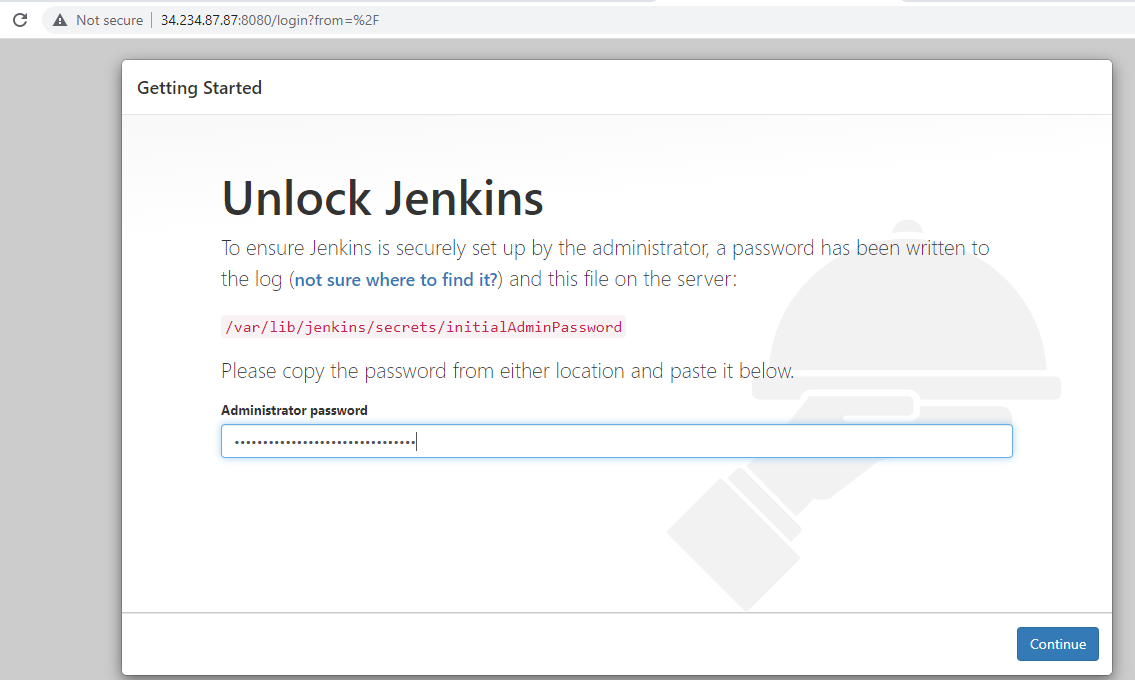 Not secure | 34.234.87.87:8080/login?from=%2F
Getting Started
Unlock Jenkins
To ensure Jenkins is securely set up by the administrator, a password has been written to
the log (not sure where to find it?) and this file on the server:
/var/lib/jenkins/secrets/initialAdminPassword
Please copy the password from either location and paste it below.
Administrator password
••••••••••••••••••••••••••••••••
Continue